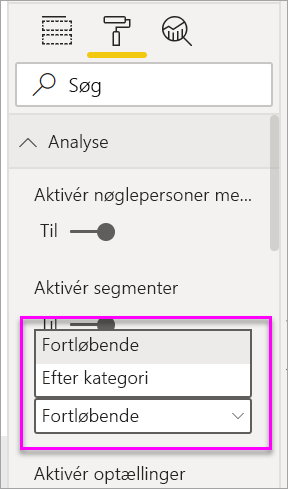 Søg
Analyse
Aktivér nøglepersoner me...
Til
Aktivér segmenter
Til
Fortløbende
Efter kategori
Fortløbende
Aktivér optællinger